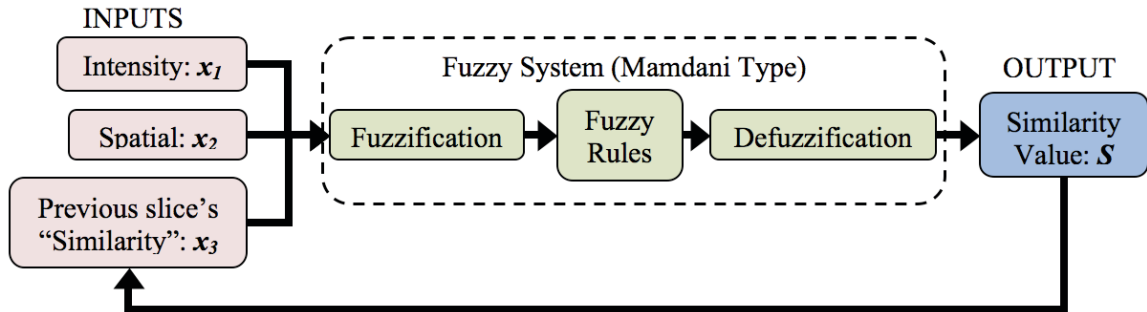 INPUTS
Intensity: x1
Spatial: x2
Previous slice's
“Similarity”: x3
Fuzzy System (Mamdani Type)
Fuzzification
Fuzzy
Rules
Defuzzification
OUTPUT
Similarity
Value: S